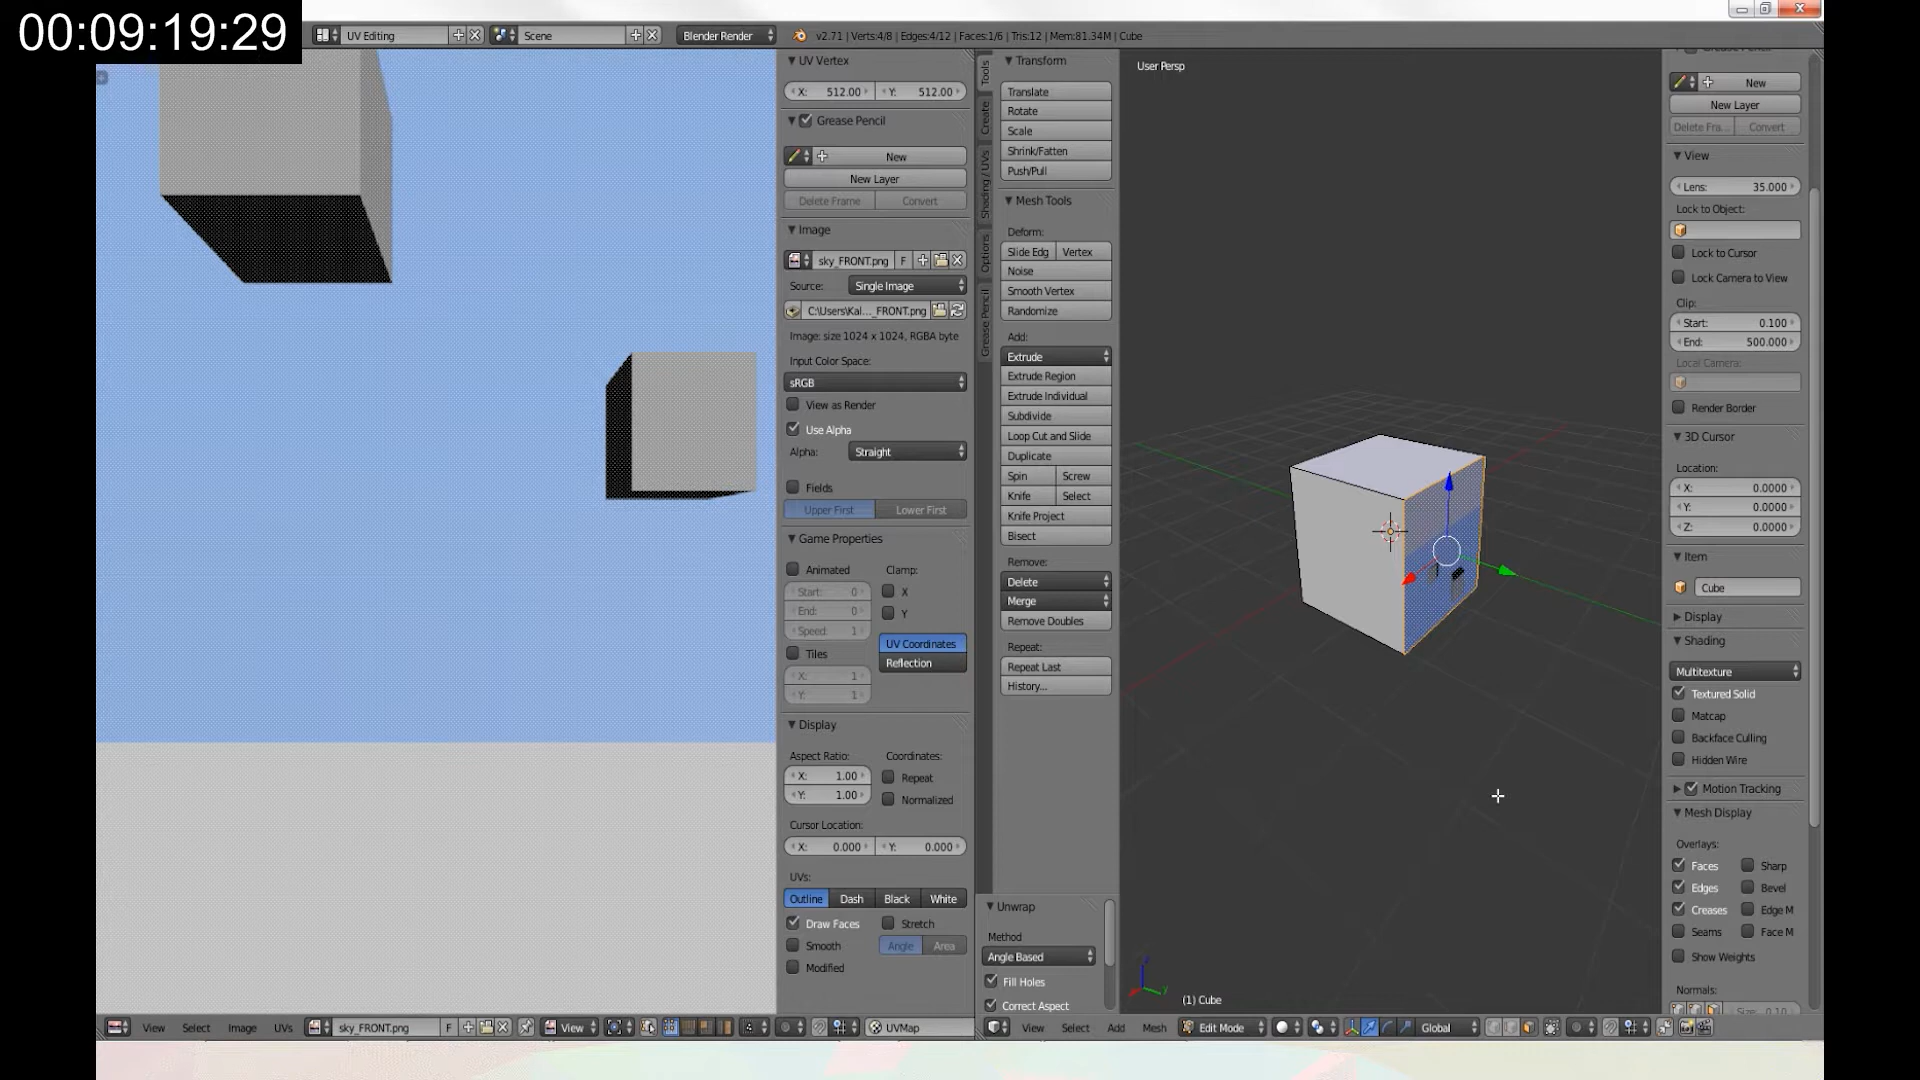 00:09:19:29
UV Editing
Scene
Blender Render
v2.71 | Verts:4/8 | Edges:4/12 | Faces:1/6 | Tris:12 | Mem:81.34M | Cube
UV Vertex
X: 512.00
Y: 512.00
Grease Pencil
New
New Layer
Delete Frame
Convert
Image
sky_FRONT.png
F
Source:
Single Image
C:\Users\Kal..._FRONT.png
Image: size 1024 x 1024, RGBA byte
Input Color Space:
sRGB
View as Render
Use Alpha
Alpha:
Straight
Fields
Upper First
Lower First
Game Properties
Animated
Clamp:
Start: 0
X
End: 0
Y
Speed: 1
UV Coordinates
Tiles
Reflection
X: 1
Y: 1
Display
Aspect Ratio:
Coordinates:
X: 1.00
Repeat
Y: 1.00
Normalized
Cursor Location:
X: 0.000
Y: 0.000
UVs:
Outline
Dash
Black
White
Draw Faces
Stretch
Smooth
Angle
Area
Modified
View
Select
Image
UVs
sky_FRONT.png
F
View
UVMap
Tools
Create
Shading / UVs
Options
Grease Pencil
Transform
Translate
Rotate
Scale
Shrink/Fatten
Push/Pull
Mesh Tools
Deform:
Slide Edg
Vertex
Noise
Smooth Vertex
Randomize
Add:
Extrude
Extrude Region
Extrude Individual
Subdivide
Loop Cut and Slide
Duplicate
Spin
Screw
Knife
Select
Knife Project
Bisect
Remove:
Delete
Merge
Remove Doubles
Repeat:
Repeat Last
History...
Unwrap
Method
Angle Based
Fill Holes
Correct Aspect
User Persp
(1) Cube
View
Select
Add
Mesh
Edit Mode
Global
New
New Layer
Delete Fra...
Convert
View
Lens: 35.000
Lock to Object:
Lock to Cursor
Lock Camera to View
Clip:
Start: 0.100
End: 500.000
Local Camera:
Render Border
3D Cursor
Location:
X: 0.0000
Y: 0.0000
Z: 0.0000
Item
Cube
Display
Shading
Multitexture
Textured Solid
Matcap
Backface Culling
Hidden Wire
Motion Tracking
Mesh Display
Overlays:
Faces
Sharp
Edges
Bevel
Creases
Edge M
Seams
Face M
Show Weights
Normals: